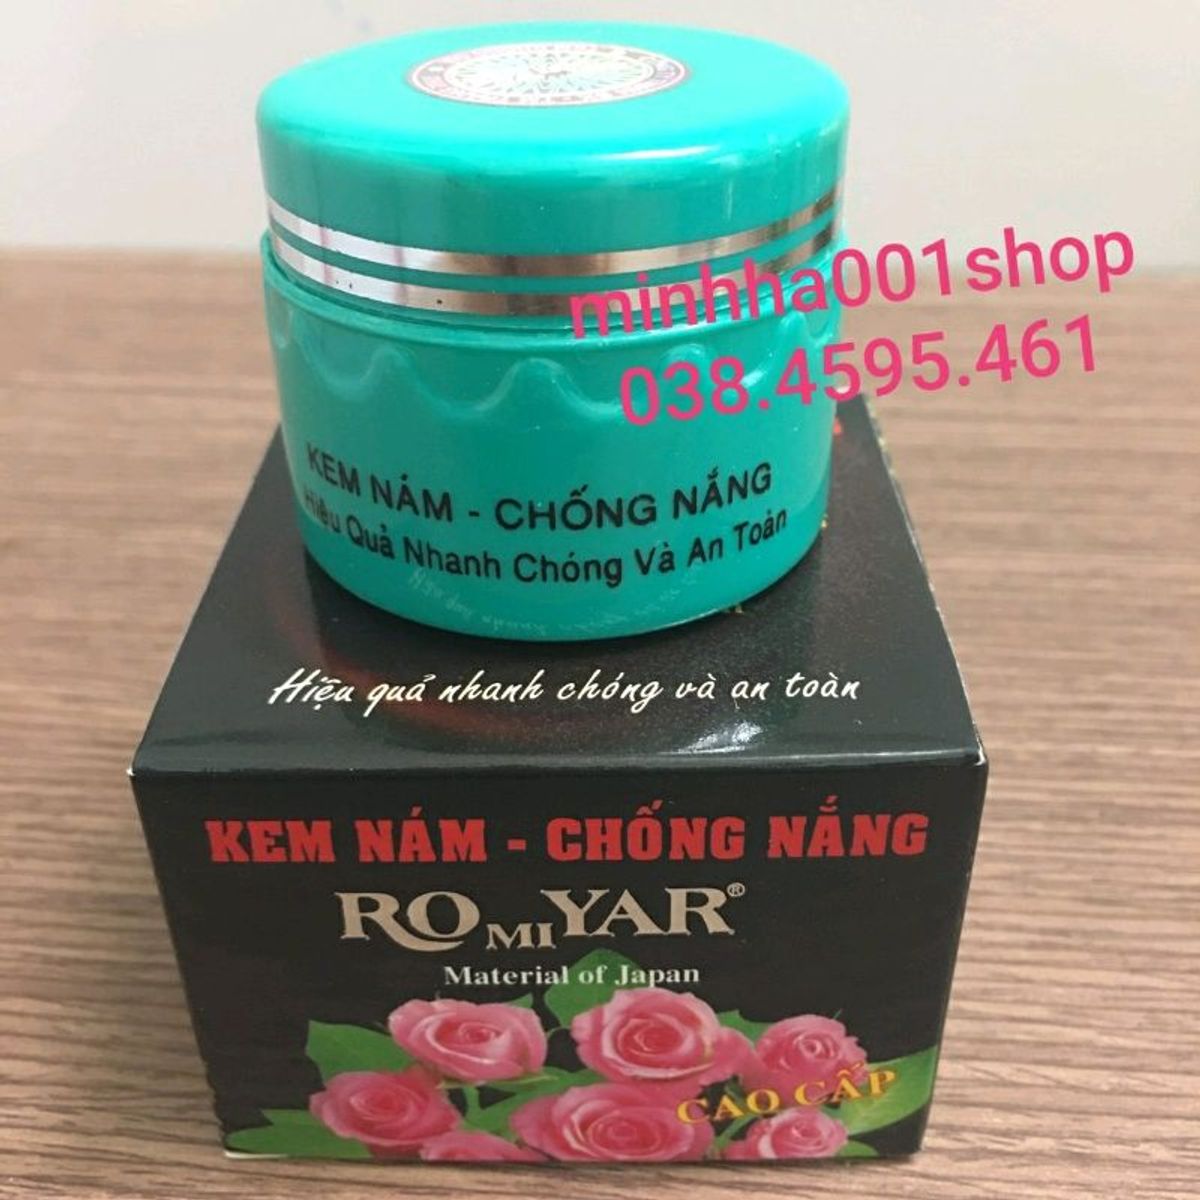 minhha001shop
038.4595.461
KEM NÁM - CHỐNG NẮNG
Hiệu Quả Nhanh Chóng Và An Toàn
Hiệu quả nhanh chóng và an toàn
KEM NÁM - CHỐNG NẮNG
ROMIYAR®
Material of Japan
CAO CẤP